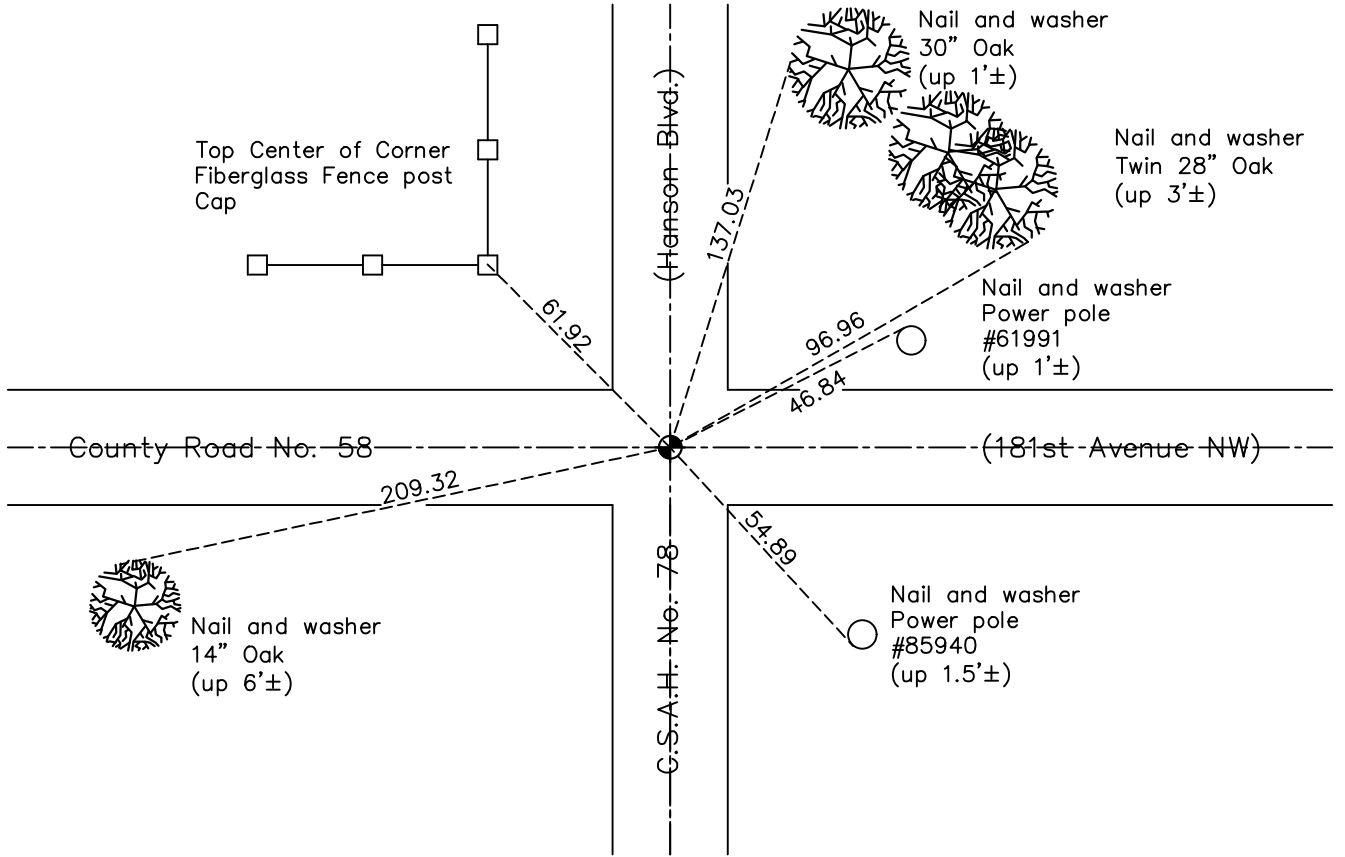 Nail and washer
30” Oak
(up 1’±)
Nail and washer
Twin 28” Oak
(up 3’±)
Top Center of Corner
Fiberglass Fence post
Cap
(Hanson Blvd.)
137.03
61.92
96.96
46.84
Nail and washer
Power pole
#61991
(up 1’±)
County Road No. 58
(181st Avenue NW)
209.32
54.89
C.S.A.H. No. 78
Nail and washer
14” Oak
(up 6’±)
Nail and washer
Power pole
#85940
(up 1.5’±)